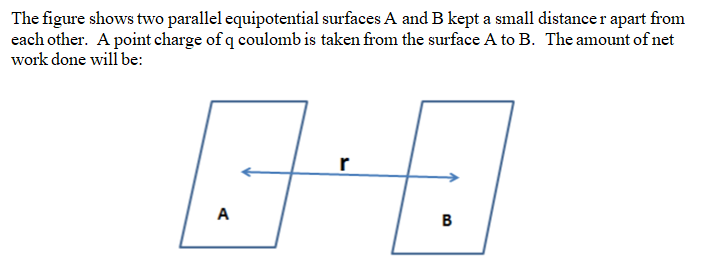 The figure shows two parallel equipotential surfaces A and B kept a small distance r apart from
each other.  A point charge of q coulomb is taken from the surface A to B.  The amount of net
work done will be:
r
A
B